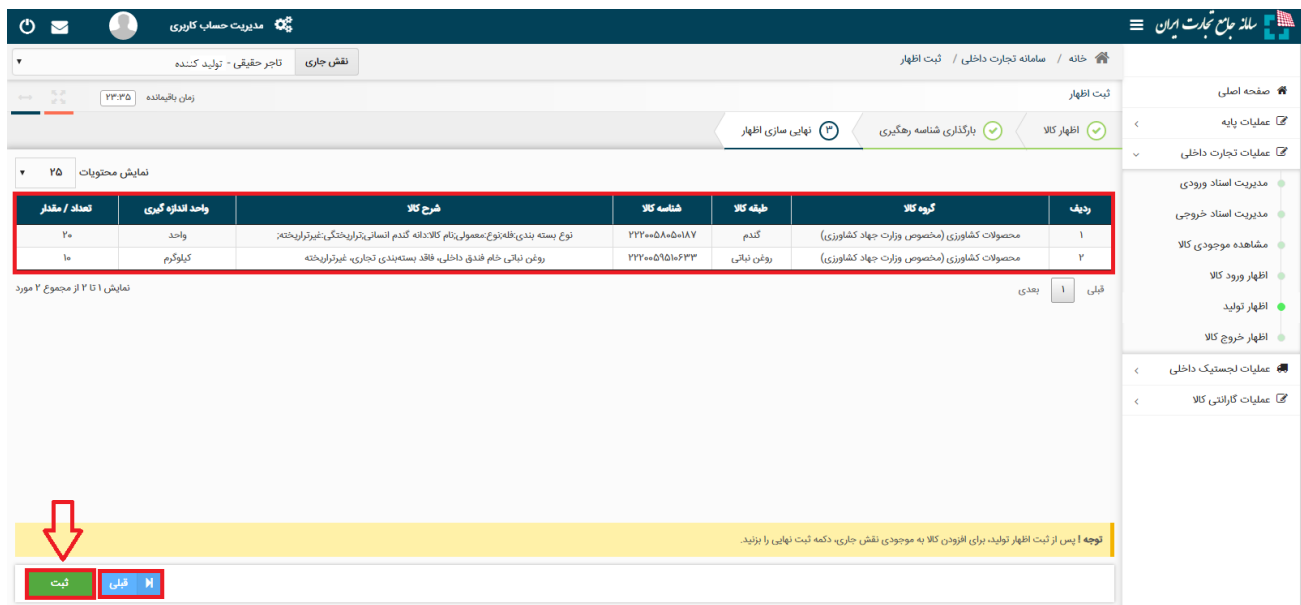 سامانه جامع تجارت ایران
مدیریت حساب کاربری
خانه / سامانه تجارت داخلی / ثبت اظهار
نقش جاری
تاجر حقیقی - تولید کننده
صفحه اصلی
عملیات پایه
عملیات تجارت داخلی
مدیریت اسناد ورودی
مدیریت اسناد خروجی
مشاهده موجودی کالا
اظهار ورود کالا
اظهار تولید
اظهار خروج کالا
عملیات لجستیک داخلی
عملیات گارانتی کالا
ثبت اظهار
زمان باقیمانده ۲۳:۳۵
اظهار کالا
بارگذاری شناسه رهگیری
۳ نهایی سازی اظهار
نمایش محتویات ۲۵
ردیف گروه کالا طبقه کالا شناسه کالا شرح کالا واحد اندازه گیری تعداد / مقدار
۱ محصولات کشاورزی (مخصوص وزارت جهاد کشاورزی) گندم ۲۲۲۰۰۵۸۰۵۰۱۸۷ نوع بسته بندی:فله;نوع:معمولی;نام کالا:دانه گندم انسانی;تراریختگی:غیرتراریخته; واحد ۲۰
۲ محصولات کشاورزی (مخصوص وزارت جهاد کشاورزی) روغن نباتی ۲۲۲۰۰۵۹۵۱۰۶۳۳ روغن نباتی خام فندق داخلی، فاقد بسته‌بندی تجاری، غیرتراریخته کیلوگرم ۱۰
قبلی ۱ بعدی
نمایش ۱ تا ۲ از مجموع ۲ مورد
توجه ! پس از ثبت اظهار تولید، برای افزودن کالا به موجودی نقش جاری، دکمه ثبت نهایی را بزنید.
قبلی
ثبت